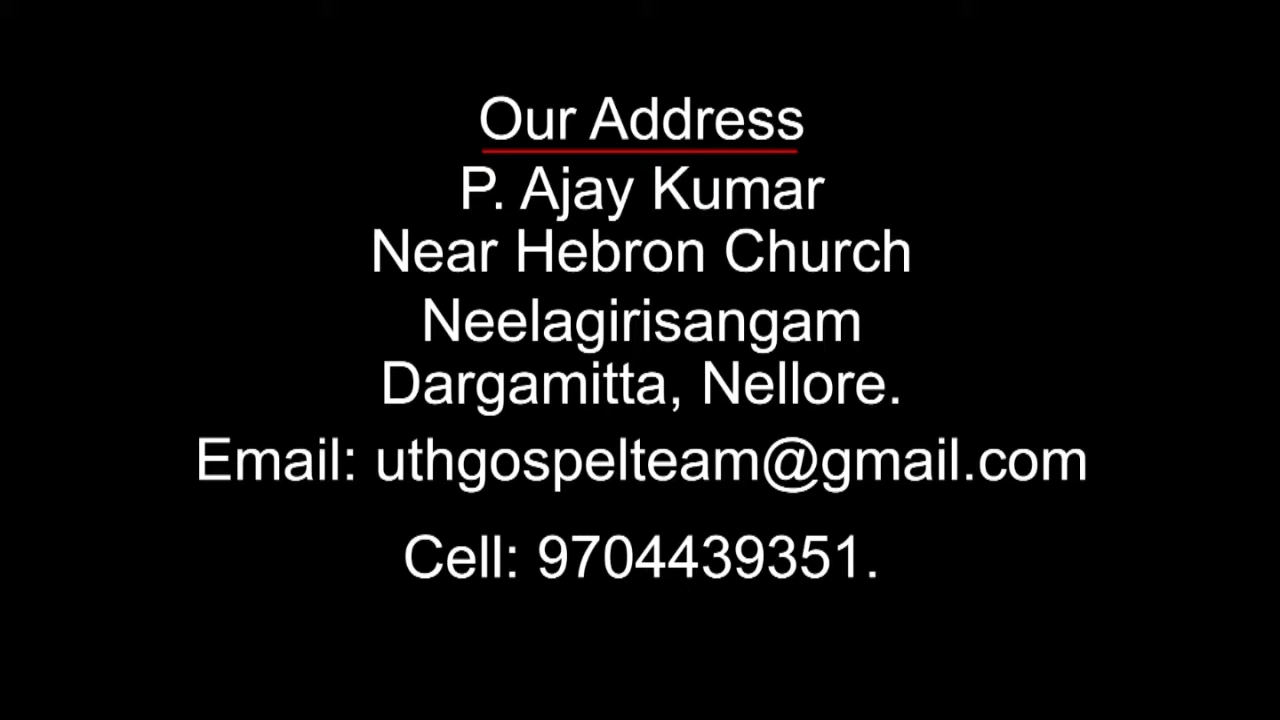 Our Address
P. Ajay Kumar
Near Hebron Church
Neelagirisangam
Dargamitta, Nellore.
Email: uthgospelteam@gmail.com
Cell: 9704439351.